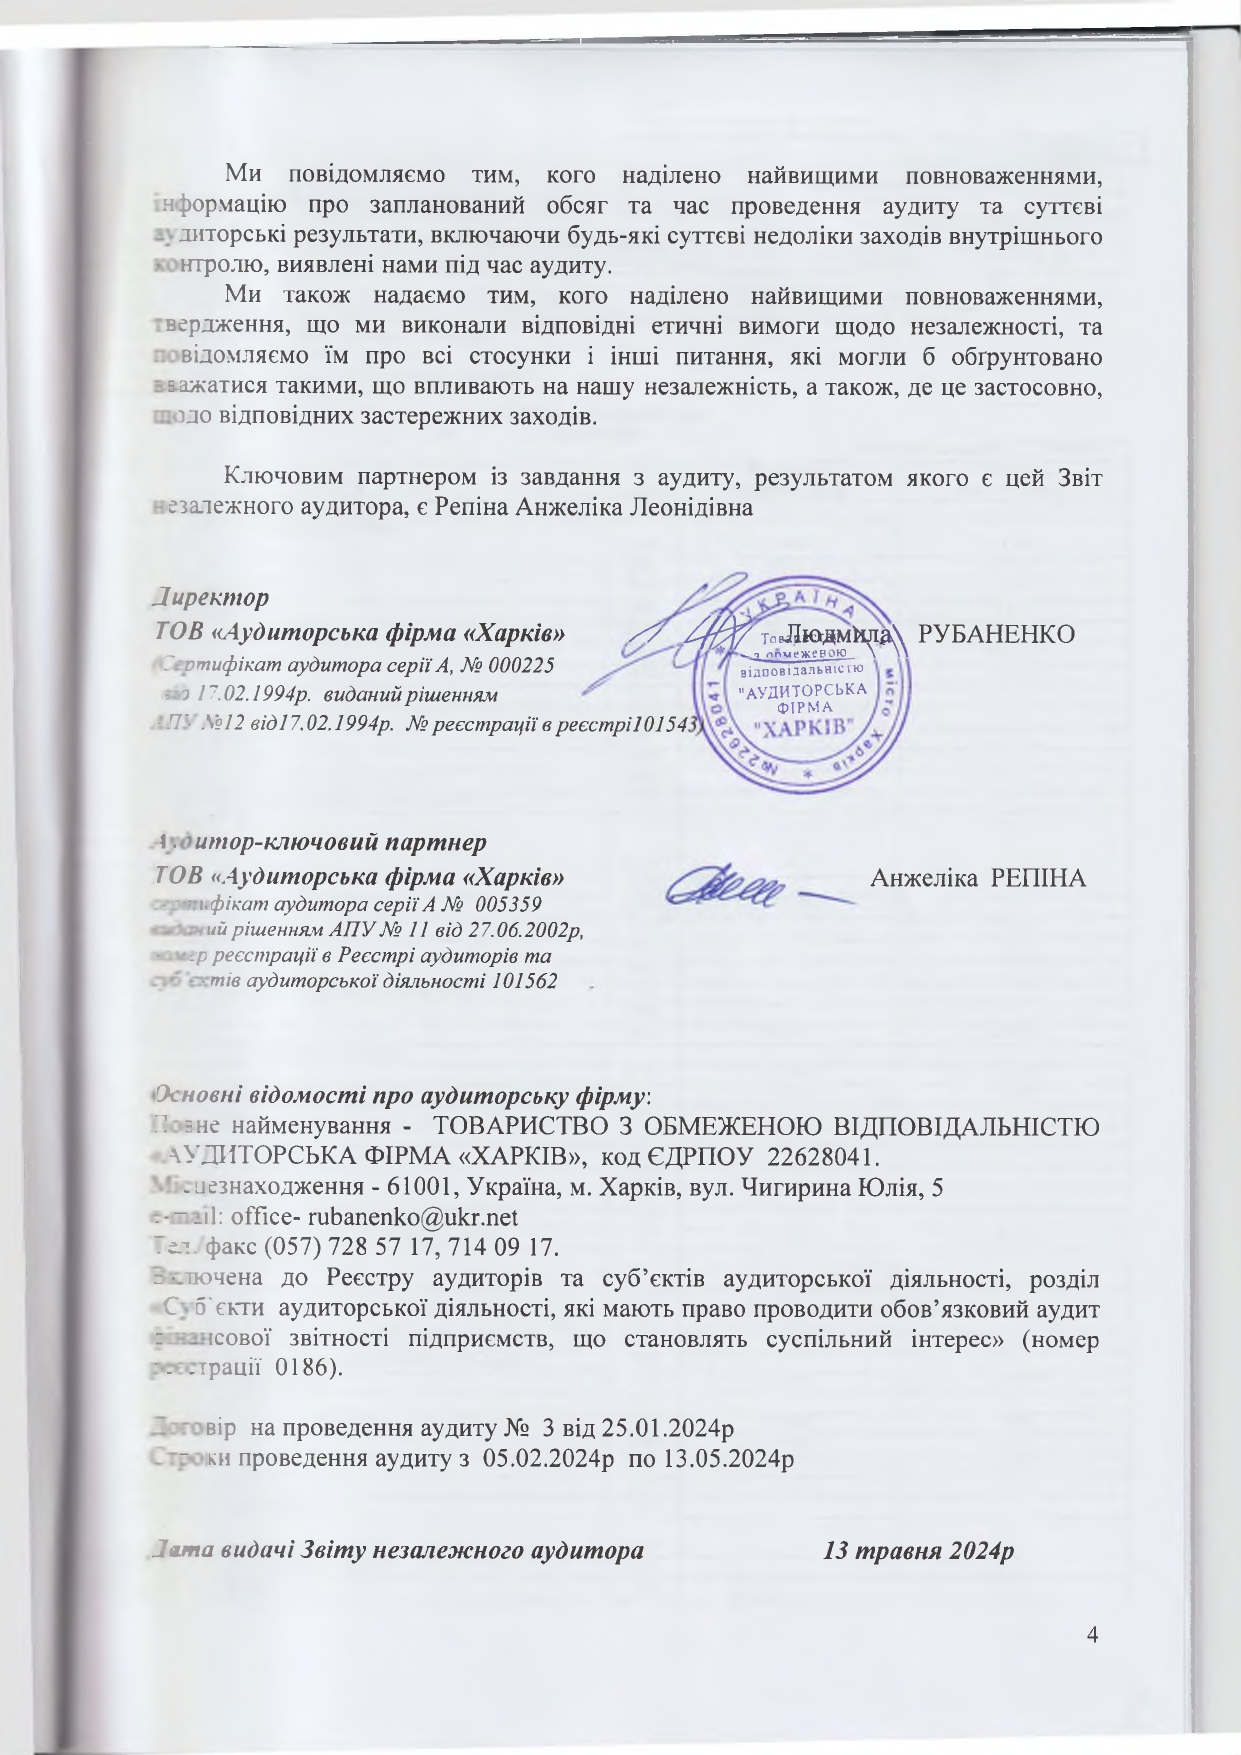 Ми повідомляємо тим, кого наділено найвищими повноваженнями,
інформацію про запланований обсяг та час проведення аудиту та суттєві
аудиторські результати, включаючи будь-які суттєві недоліки заходів внутрішнього
контролю, виявлені нами під час аудиту.
Ми також надаємо тим, кого наділено найвищими повноваженнями,
твердження, що ми виконали відповідні етичні вимоги щодо незалежності, та
повідомляємо їм про всі стосунки і інші питання, які могли б обґрунтовано
вважатися такими, що впливають на нашу незалежність, а також, де це застосовно,
щодо відповідних застережних заходів.
Ключовим партнером із завдання з аудиту, результатом якого є цей Звіт
незалежного аудитора, є Репіна Анжеліка Леонідівна
Директор
ТОВ «Аудиторська фірма «Харків» Людмила РУБАНЕНКО
(Сертифікат аудитора серії А, № 000225
від 17.02.1994р. виданий рішенням
АПУ №12 від17.02.1994р. № реєстрації в реєстрі101543)
УКРАЇНА * місто Харків * №22628041 *
Товариство
з обмеженою
відповідальністю
"АУДИТОРСЬКА
ФІРМА
"ХАРКІВ"
Аудитор-ключовий партнер
ТОВ «Аудиторська фірма «Харків» Анжеліка РЕПІНА
сертифікат аудитора серії А № 005359
виданий рішенням АПУ № 11 від 27.06.2002р,
номер реєстрації в Реєстрі аудиторів та
суб'єктів аудиторської діяльності 101562
Основні відомості про аудиторську фірму:
Повне найменування - ТОВАРИСТВО З ОБМЕЖЕНОЮ ВІДПОВІДАЛЬНІСТЮ
«АУДИТОРСЬКА ФІРМА «ХАРКІВ», код ЄДРПОУ 22628041.
Місцезнаходження - 61001, Україна, м. Харків, вул. Чигирина Юлія, 5
e-mail: office- rubanenko@ukr.net
Тел./факс (057) 728 57 17, 714 09 17.
Включена до Реєстру аудиторів та суб’єктів аудиторської діяльності, розділ
«Суб’єкти аудиторської діяльності, які мають право проводити обов’язковий аудит
фінансової звітності підприємств, що становлять суспільний інтерес» (номер
реєстрації 0186).
Договір на проведення аудиту № 3 від 25.01.2024р
Строки проведення аудиту з 05.02.2024р по 13.05.2024р
Дата видачі Звіту незалежного аудитора 13 травня 2024р
4